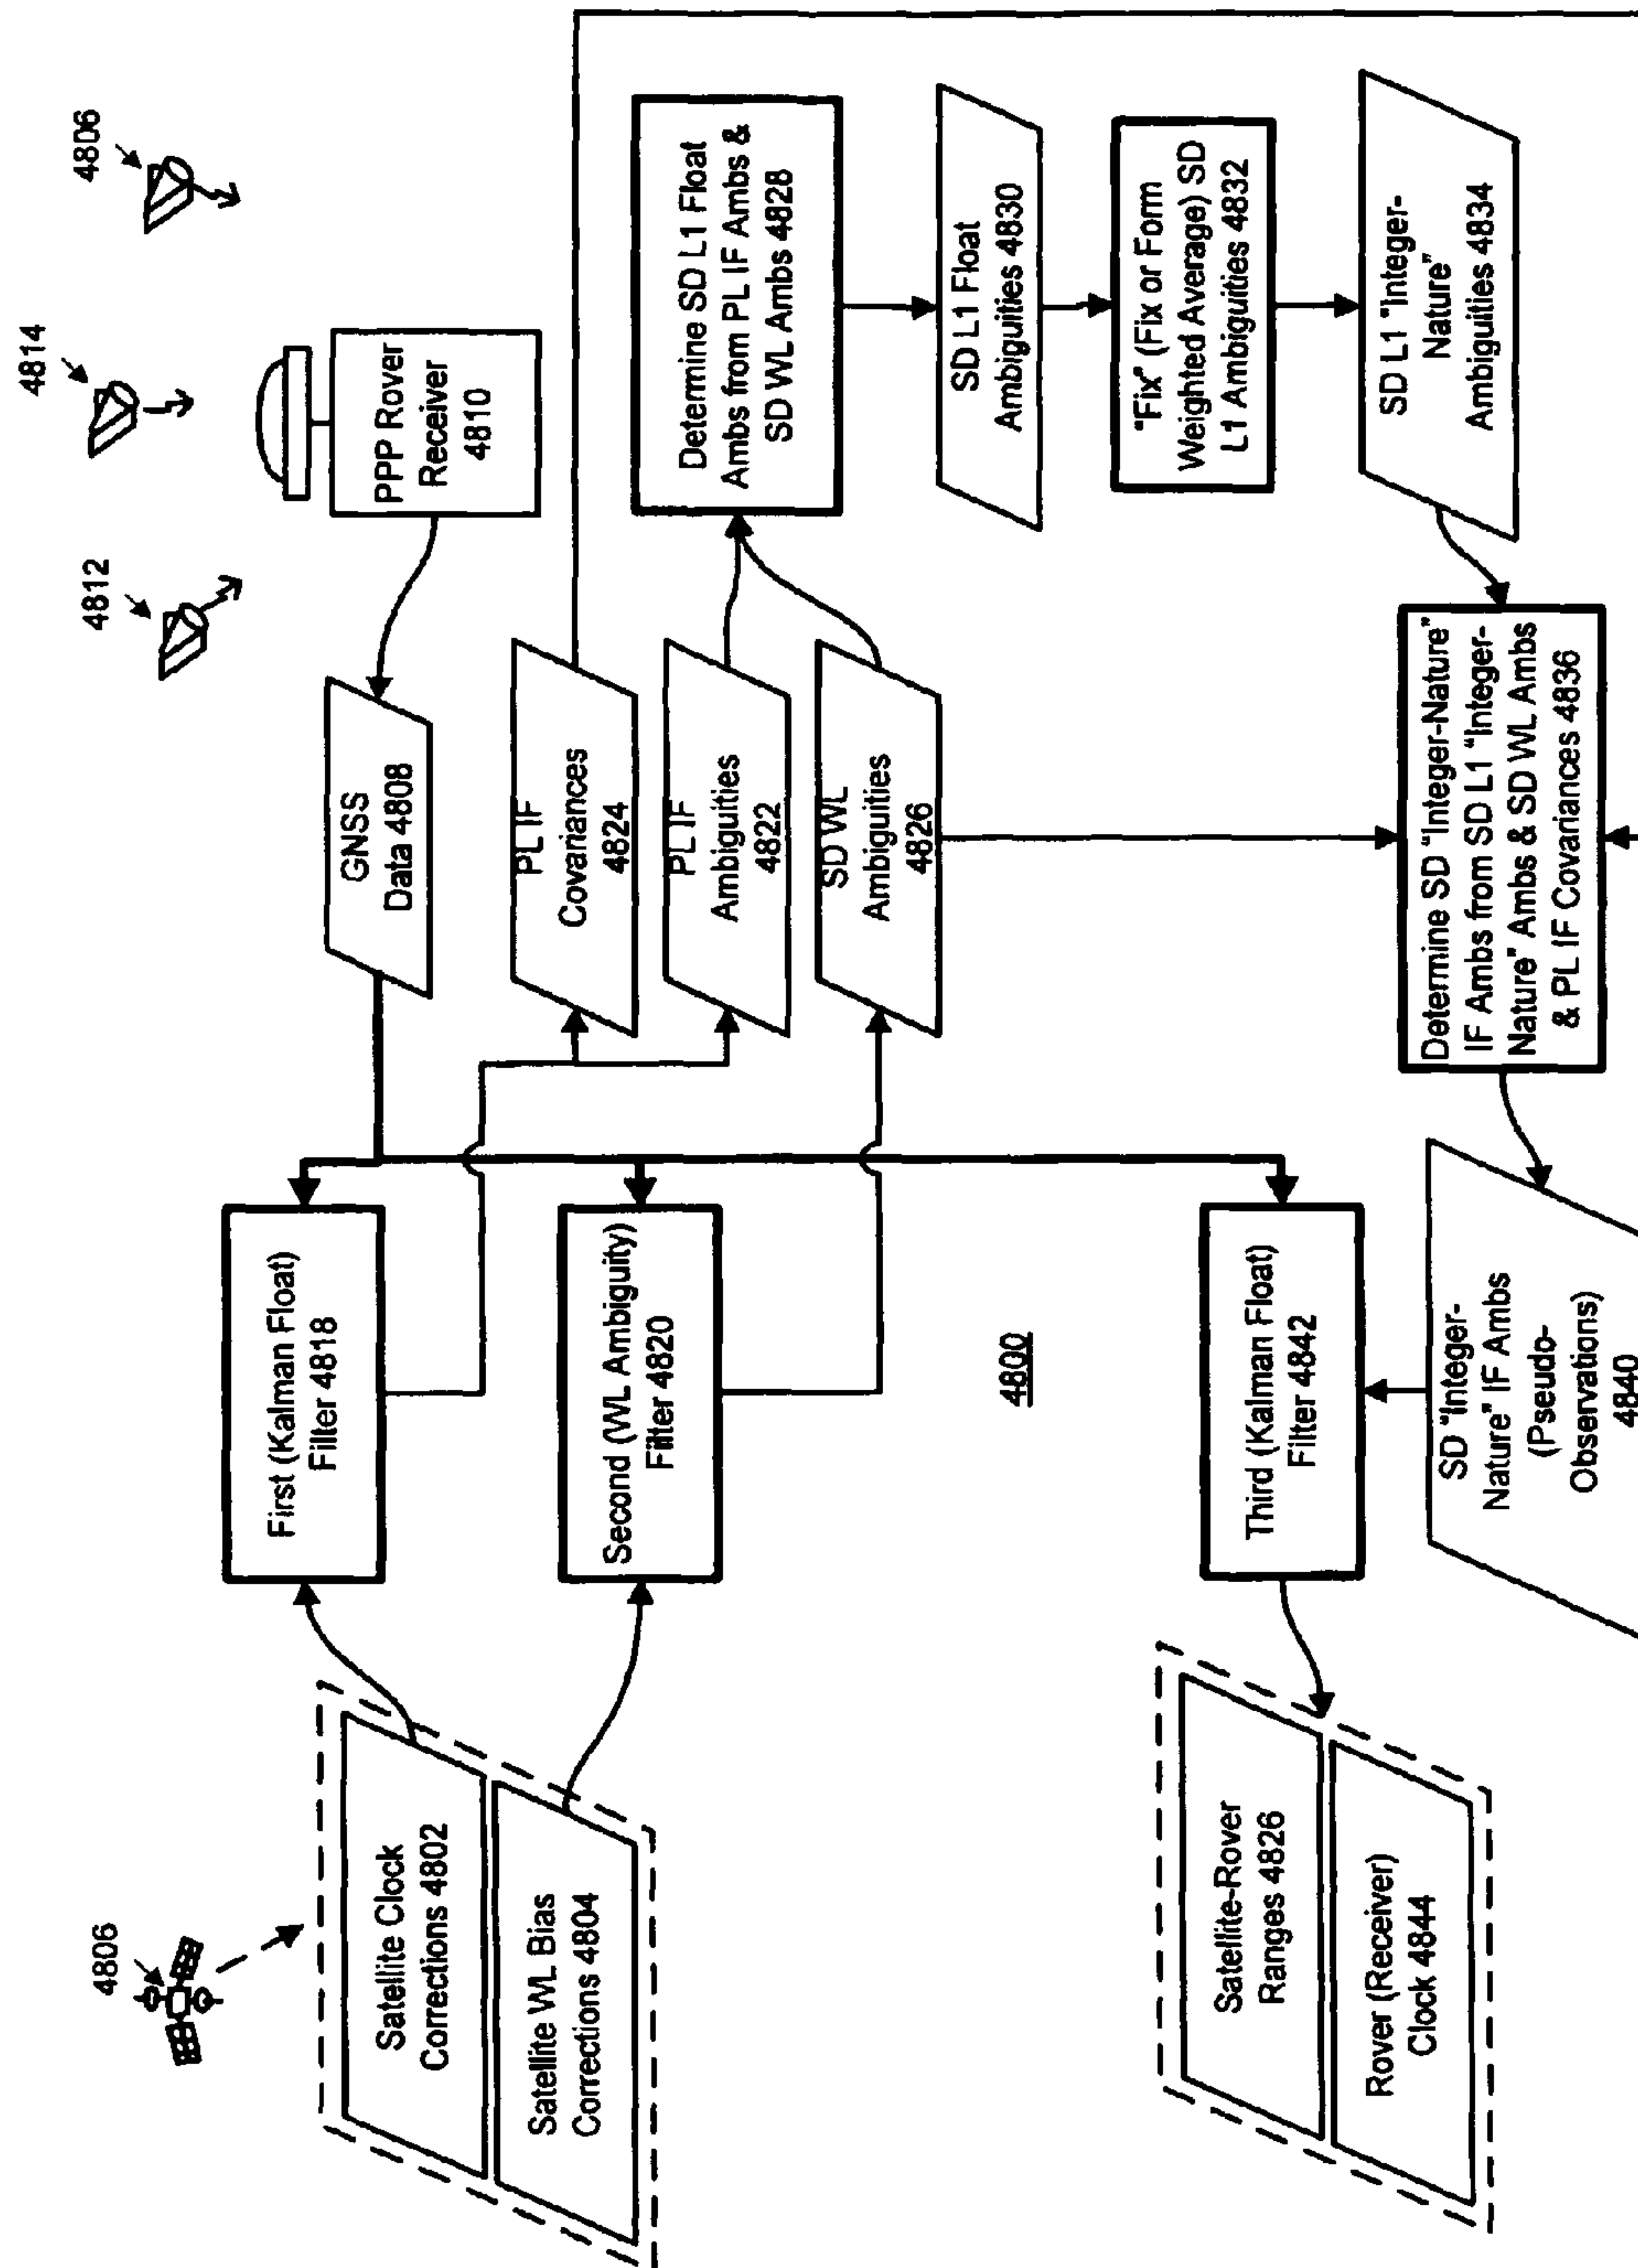 4806
4812
4814
4806
Satellite Clock
Corrections 4802
Satellite WL Bias
Corrections 4804
First (Kalman Float)
Filter 4818
Second (WL Ambiguity)
Filter 4820
GNSS
Data 4808
PPP Rover
Receiver
4810
PL IF
Covariances
4824
PL IF
Ambiguities
4822
SD WL
Ambiguities
4826
Determine SD L1 Float
Ambs from PL IF Ambs &
SD WL Ambs 4828
SD L1 Float
Ambiguities 4830
"Fix" (Fix or Form
Weighted Average) SD
L1 Ambiguities 4832
SD L1 "Integer-
Nature"
Ambiguities 4834
4800
Satellite-Rover
Ranges 4826
Rover (Receiver)
Clock 4844
Third (Kalman Float)
Filter 4842
SD "Integer-
Nature" IF Ambs
(Pseudo-
Observations)
4840
Determine SD "Integer-Nature"
IF Ambs from SD L1 "Integer-
Nature" Ambs & SD WL Ambs
& PL IF Covariances 4836